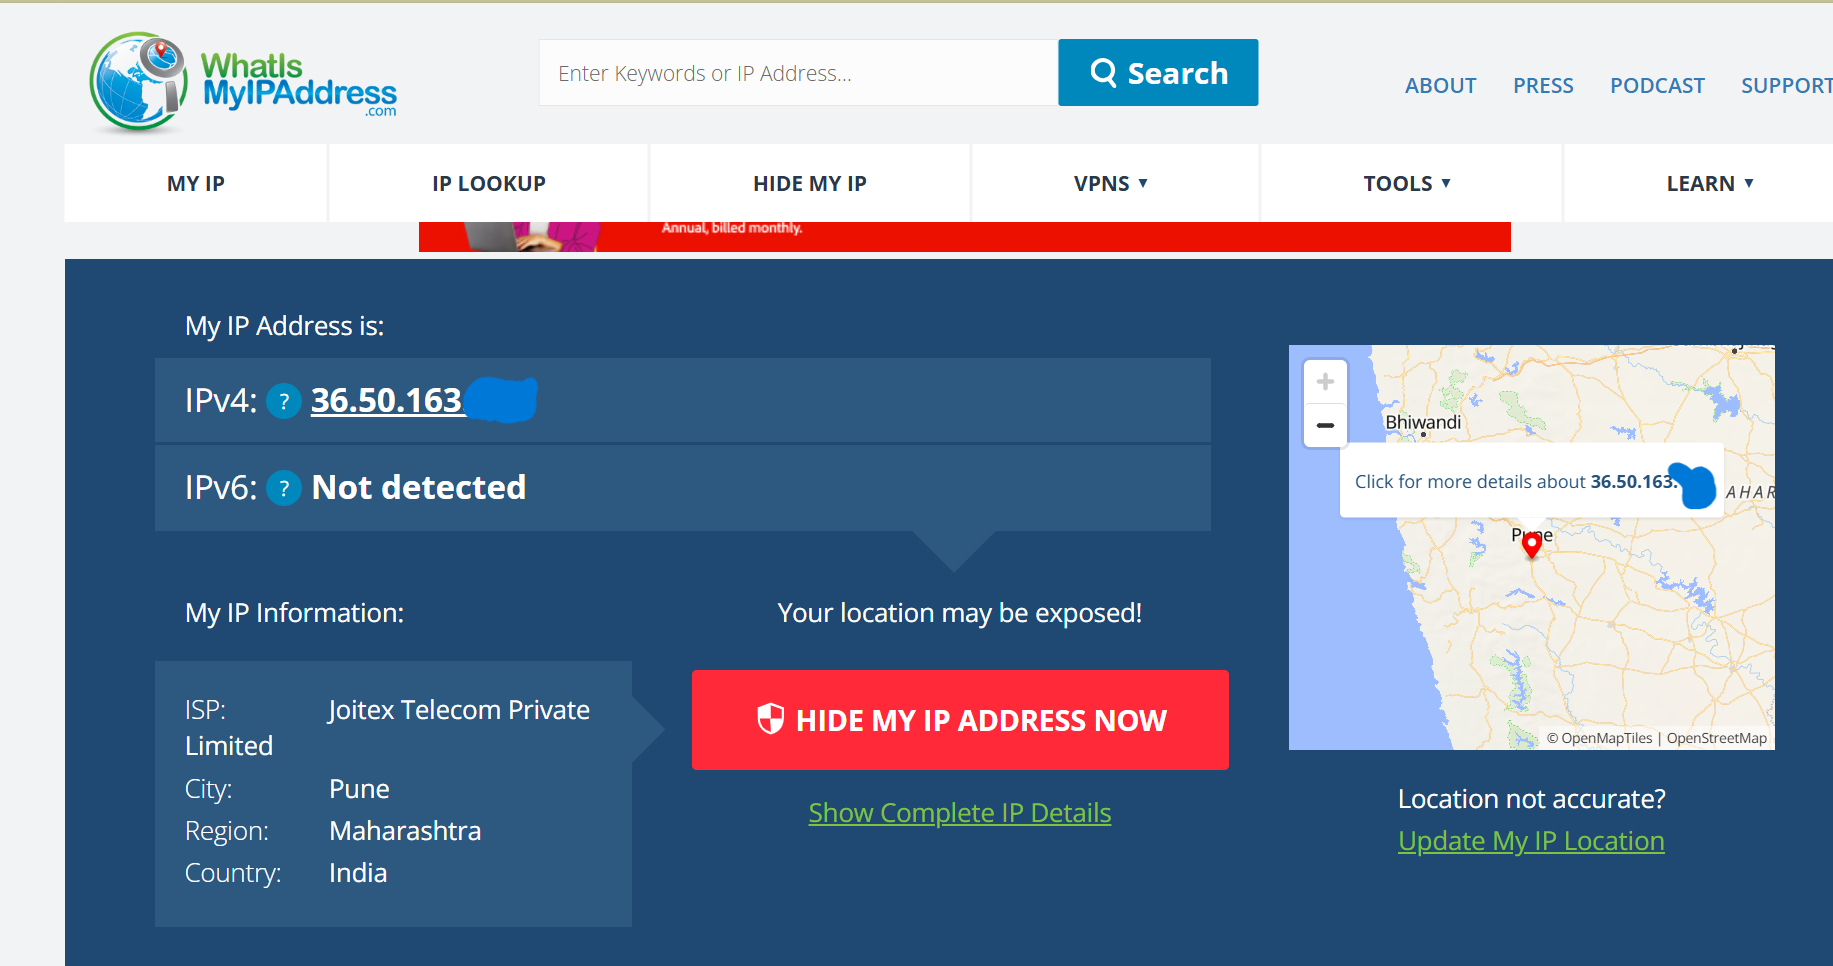 WhatIs
MyIPAddress
.com
Enter Keywords or IP Address...
Search
ABOUT PRESS PODCAST SUPPORT
MY IP IP LOOKUP HIDE MY IP VPNS ▼ TOOLS ▼ LEARN ▼
Annual, billed monthly.
My IP Address is:
IPv4: ? 36.50.163.
IPv6: ? Not detected
My IP Information:
ISP: Joitex Telecom Private
Limited
City: Pune
Region: Maharashtra
Country: India
Your location may be exposed!
HIDE MY IP ADDRESS NOW
Show Complete IP Details
+
−
Bhiwandi
Click for more details about 36.50.163.
AHAR
Pune
© OpenMapTiles | OpenStreetMap
Location not accurate?
Update My IP Location